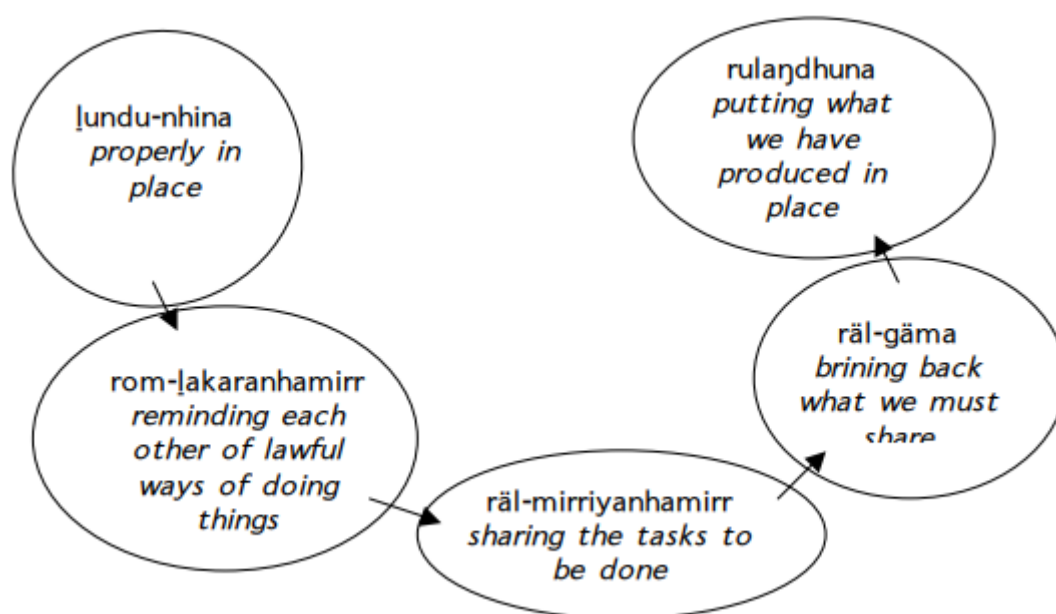 ḻundu-nhina
properly in
place
rom-ḻakaranhamirr
reminding each
other of lawful
ways of doing
things
räl-mirriyanhamirr
sharing the tasks to
be done
räl-gäma
brining back
what we must
share
rulaŋdhuna
putting what
we have
produced in
place